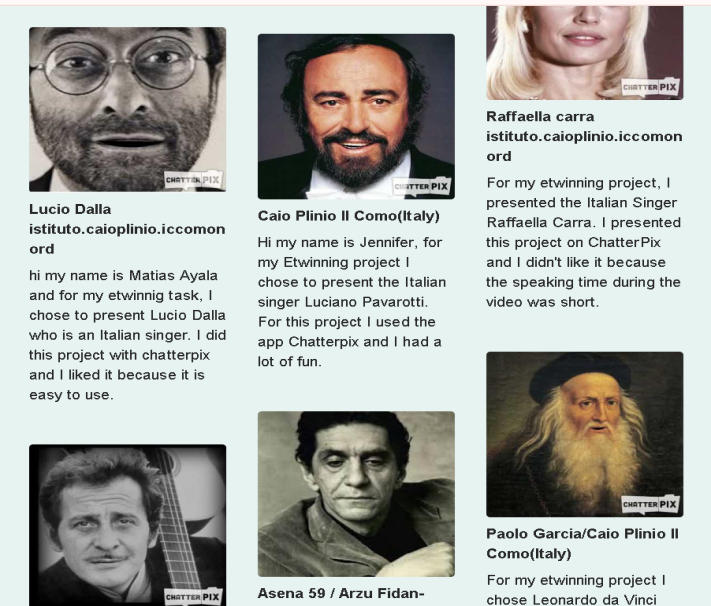 CHATTER PIX
Lucio Dalla
istituto.caioplinio.iccomon
ord
hi my name is Matias Ayala
and for my etwinnig task, I
chose to present Lucio Dalla
who is an Italian singer. I did
this project with chatterpix
and I liked it because it is
easy to use.
CHATTER PIX
CHATTER PIX
Caio Plinio II Como(Italy)
Hi my name is Jennifer, for
my Etwinning project I
chose to present the Italian
singer Luciano Pavarotti.
For this project I used the
app Chatterpix and I had a
lot of fun.
Asena 59 / Arzu Fidan-
CHATTER PIX
Raffaella carra
istituto.caioplinio.iccomon
ord
For my etwinning project, I
presented the Italian Singer
Raffaella Carra. I presented
this project on ChatterPix
and I didn't like it because
the speaking time during the
video was short.
CHATTER PIX
Paolo Garcia/Caio Plinio II
Como(Italy)
For my etwinning project I
chose Leonardo da Vinci